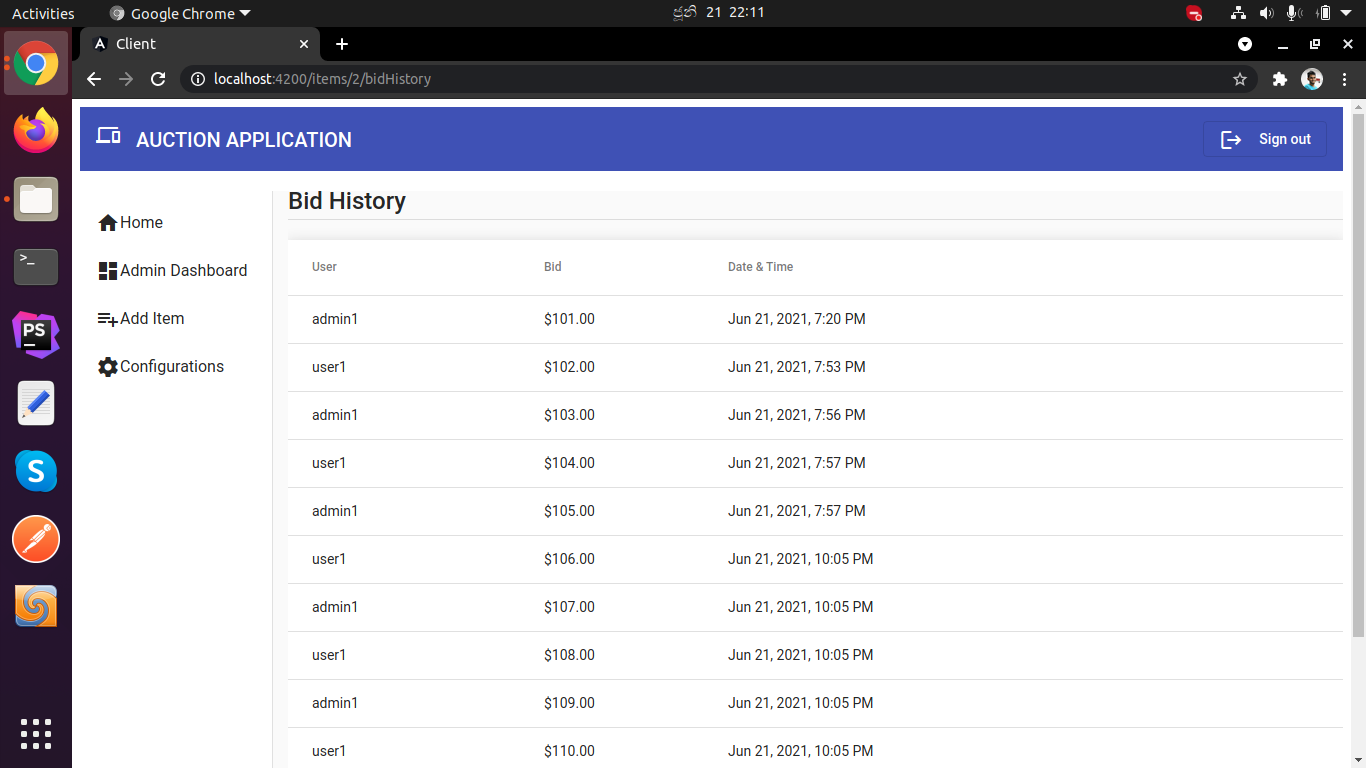 Activities Google Chrome ජූනි 21 22:11
Client
localhost:4200/items/2/bidHistory
AUCTION APPLICATION Sign out
Bid History
Home
Admin Dashboard
Add Item
Configurations
User Bid Date & Time
admin1 $101.00 Jun 21, 2021, 7:20 PM
user1 $102.00 Jun 21, 2021, 7:53 PM
admin1 $103.00 Jun 21, 2021, 7:56 PM
user1 $104.00 Jun 21, 2021, 7:57 PM
admin1 $105.00 Jun 21, 2021, 7:57 PM
user1 $106.00 Jun 21, 2021, 10:05 PM
admin1 $107.00 Jun 21, 2021, 10:05 PM
user1 $108.00 Jun 21, 2021, 10:05 PM
admin1 $109.00 Jun 21, 2021, 10:05 PM
user1 $110.00 Jun 21, 2021, 10:05 PM
>_
PS
S